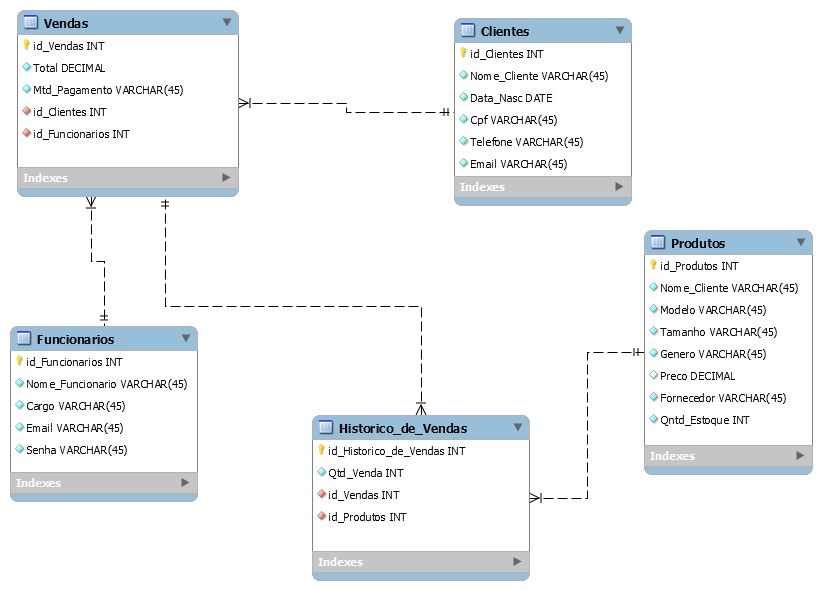 Vendas
id_Vendas INT
Total DECIMAL
Mtd_Pagamento VARCHAR(45)
id_Clientes INT
id_Funcionarios INT
Indexes
Clientes
id_Clientes INT
Nome_Cliente VARCHAR(45)
Data_Nasc DATE
Cpf VARCHAR(45)
Telefone VARCHAR(45)
Email VARCHAR(45)
Indexes
Produtos
id_Produtos INT
Nome_Cliente VARCHAR(45)
Modelo VARCHAR(45)
Tamanho VARCHAR(45)
Genero VARCHAR(45)
Preco DECIMAL
Fornecedor VARCHAR(45)
Qntd_Estoque INT
Indexes
Funcionarios
id_Funcionarios INT
Nome_Funcionario VARCHAR(45)
Cargo VARCHAR(45)
Email VARCHAR(45)
Senha VARCHAR(45)
Indexes
Historico_de_Vendas
id_Historico_de_Vendas INT
Qtd_Venda INT
id_Vendas INT
id_Produtos INT
Indexes